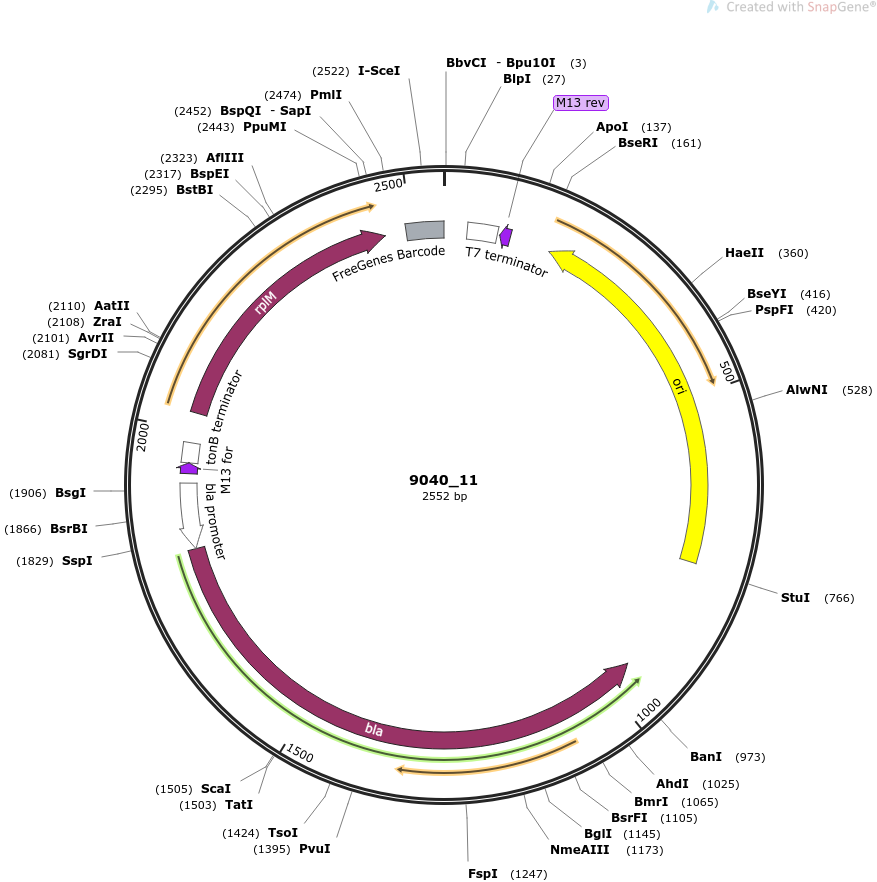 Created with SnapGene®
(2522) I-SceI
BbvCI - Bpu10I (3)
BlpI (27)
(2474) PmlI
(2452) BspQI - SapI
(2443) PpuMI
M13 rev
ApoI (137)
BseRI (161)
(2323) AflIII
(2317) BspEI
(2295) BstBI
2500
FreeGenes Barcode
T7 terminator
HaeII (360)
BseYI (416)
PspFI (420)
rplM
(2110) AatII
(2108) ZraI
(2101) AvrII
(2081) SgrDI
500
ori
AlwNI (528)
2000
tonB terminator
M13 for
bla promoter
9040_11
2552 bp
(1906) BsgI
(1866) BsrBI
(1829) SspI
StuI (766)
bla
1000
1500
BanI (973)
AhdI (1025)
BmrI (1065)
BsrFI (1105)
BglI (1145)
NmeAIII (1173)
(1505) ScaI
(1503) TatI
(1424) TsoI
(1395) PvuI
FspI (1247)